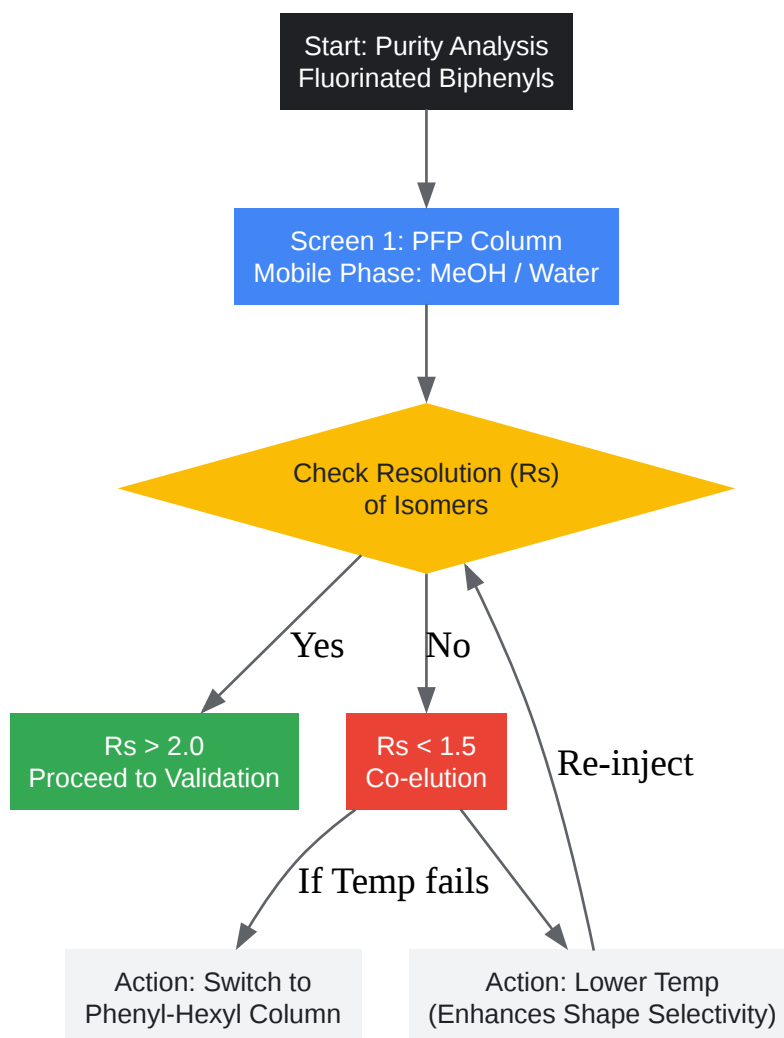 Start: Purity Analysis
Fluorinated Biphenyls
Screen 1: PFP Column
Mobile Phase: MeOH / Water
Check Resolution (Rs)
of Isomers
Yes
No
Rs > 2.0
Proceed to Validation
Rs < 1.5
Co-elution
Re-inject
If Temp fails
Action: Switch to
Phenyl-Hexyl Column
Action: Lower Temp
(Enhances Shape Selectivity)